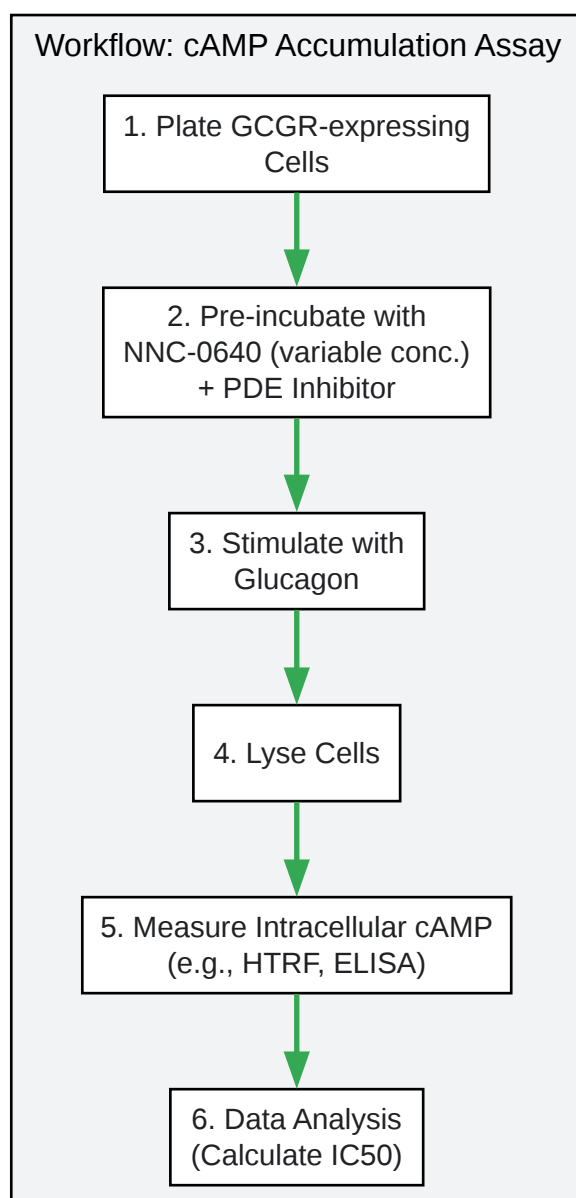 Workflow: cAMP Accumulation Assay
1. Plate GCGR-expressing
Cells
2. Pre-incubate with
NNC-0640 (variable conc.)
+ PDE Inhibitor
3. Stimulate with
Glucagon
4. Lyse Cells
5. Measure Intracellular cAMP
(e.g., HTRF, ELISA)
6. Data Analysis
(Calculate IC50)